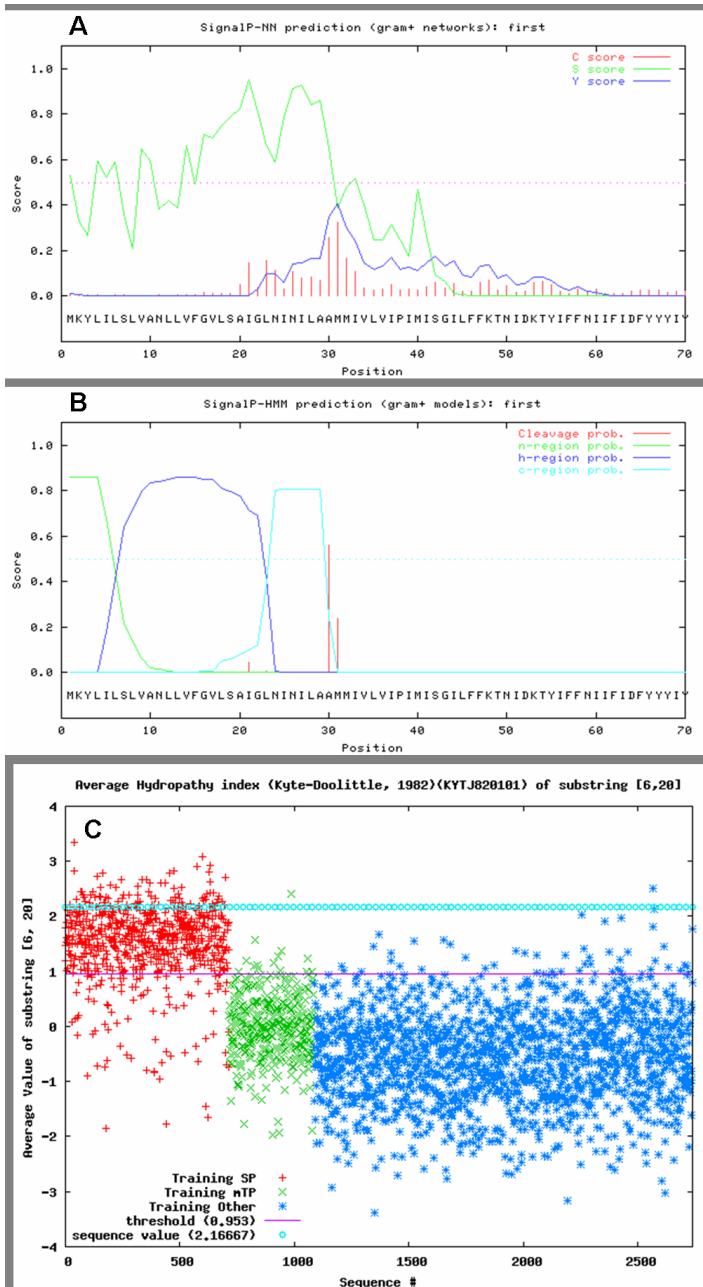 A
SignalP-NN prediction (gram+ networks): first
C score
S score
Y score
1.0
0.8
0.6
0.4
0.2
0.0
Score
MKYLILSLVANLLVFGVLSAIGLNINILAAMMIVLVIPIMISGILFFKTNIDKTYIFFNIIFIDFYYYIY
0 10 20 30 40 50 60 70
Position
B
SignalP-HMM prediction (gram+ models): first
Cleavage prob.
n-region prob.
h-region prob.
c-region prob.
1.0
0.8
0.6
0.4
0.2
0.0
Score
MKYLILSLVANLLVFGVLSAIGLNINILAAMMIVLVIPIMISGILFFKTNIDKTYIFFNIIFIDFYYYIY
0 10 20 30 40 50 60 70
Position
Average Hydropathy index (Kyte-Doolittle, 1982)(KYTJ820101) of substring [6,20]
C
4
3
2
1
0
-1
-2
-3
-4
Average Value of substring [6, 20]
Training SP
Training mTP
Training Other
threshold (0.953)
sequence value (2.16667)
0 500 1000 1500 2000 2500
Sequence #